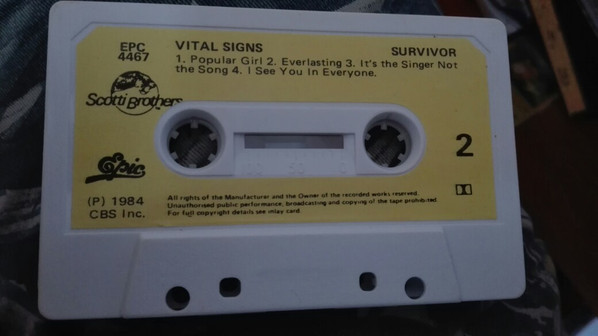 EPC
4467
VITAL SIGNS
SURVIVOR
1. Popular Girl 2. Everlasting 3. It's the Singer Not
the Song 4. I See You In Everyone.
Scotti Brothers
Epic
2
(P) 1984
CBS Inc.
All rights of the Manufacturer and the Owner of the recorded works reserved.
Unauthorised public performance, broadcasting and copying of the tape prohibited.
For full copyright details see inlay card.